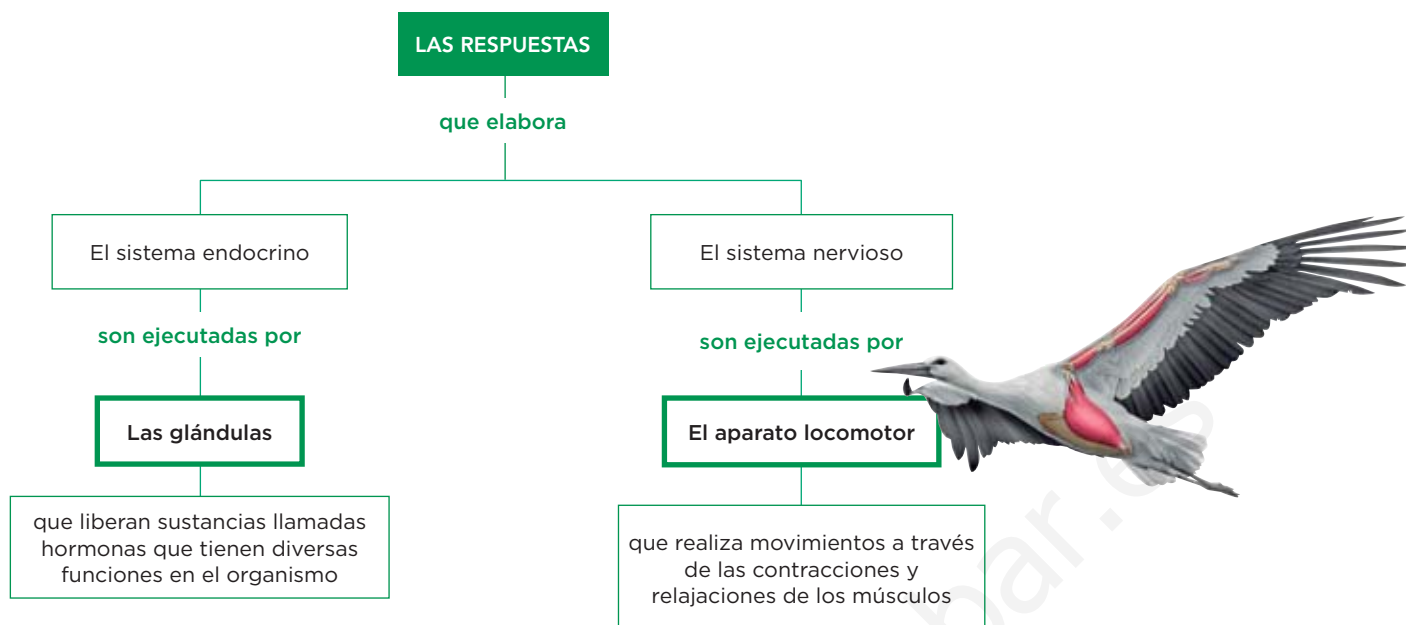 LAS RESPUESTAS
que elabora
El sistema endocrino
son ejecutadas por
Las glándulas
que liberan sustancias llamadas
hormonas que tienen diversas
funciones en el organismo
El sistema nervioso
son ejecutadas por
El aparato locomotor
que realiza movimientos a través
de las contracciones y
relajaciones de los músculos